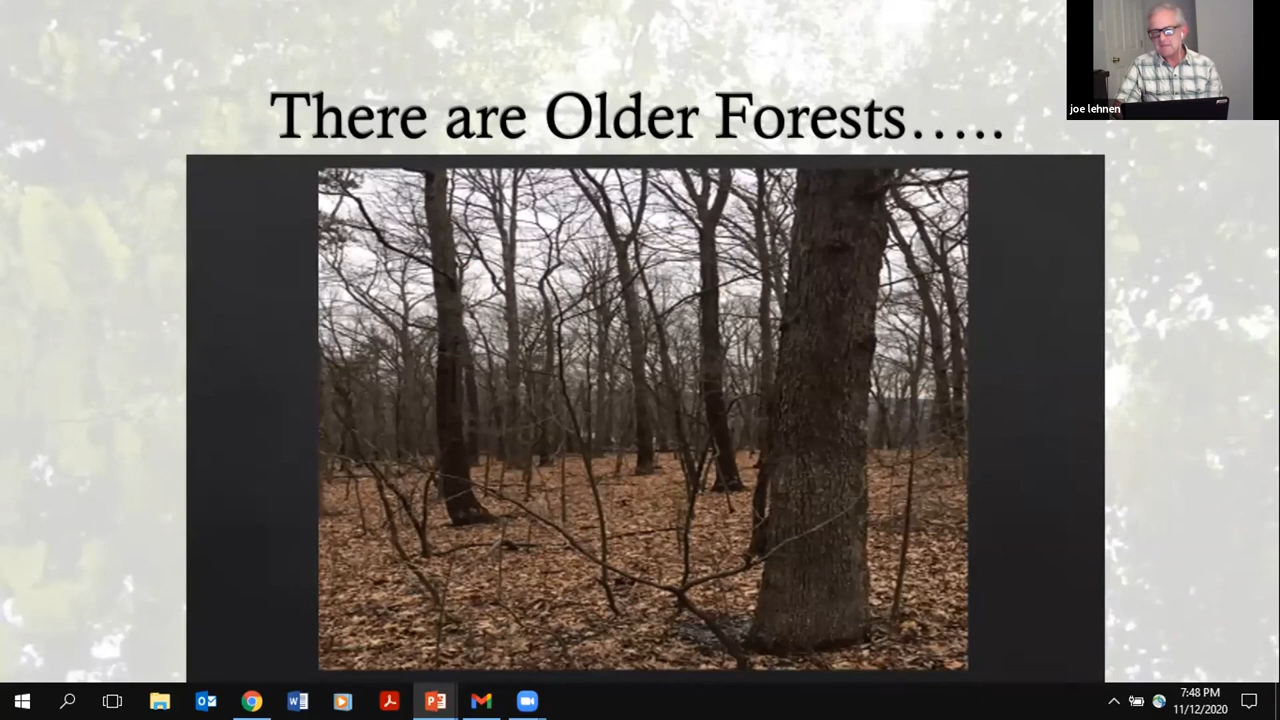 There are Older Forests.....
joe lehnen
7:48 PM
11/12/2020